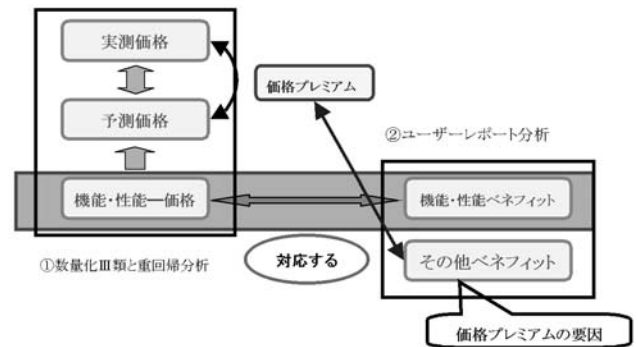 実測価格
予測価格
機能・性能―価格
①数量化Ⅲ類と重回帰分析
価格プレミアム
対応する
②ユーザーレポート分析
機能・性能ベネフィット
その他ベネフィット
価格プレミアムの要因